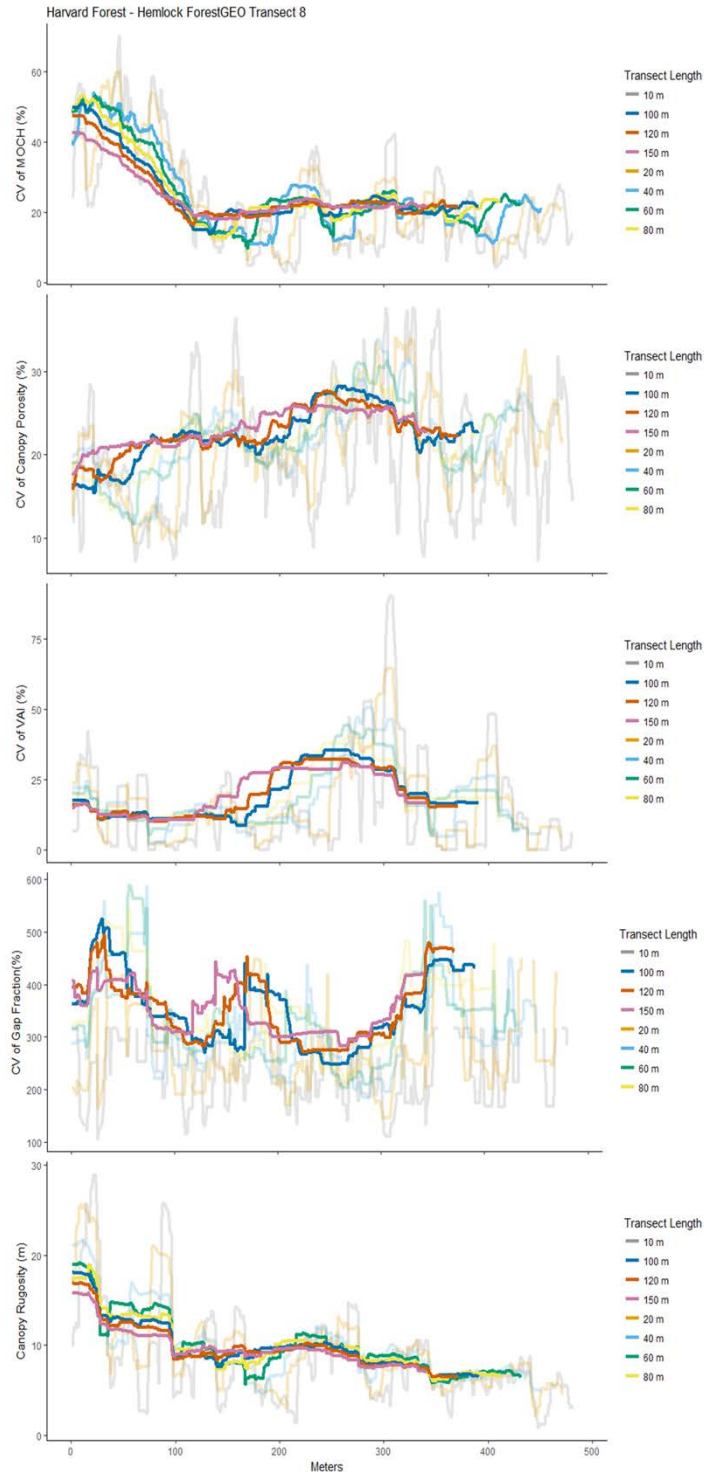 Harvard Forest - Hemlock ForestGEO Transect 8
CV of MOCH (%)
60
40
20
0
Transect Length
10 m
100 m
120 m
150 m
20 m
40 m
60 m
80 m
CV of Canopy Porosity (%)
30
20
10
Transect Length
10 m
100 m
120 m
150 m
20 m
40 m
60 m
80 m
CV of VAI (%)
75
50
25
0
Transect Length
10 m
100 m
120 m
150 m
20 m
40 m
60 m
80 m
CV of Gap Fraction(%)
600
500
400
300
200
100
Transect Length
10 m
100 m
120 m
150 m
20 m
40 m
60 m
80 m
Canopy Rugosity (m)
30
20
10
0
Transect Length
10 m
100 m
120 m
150 m
20 m
40 m
60 m
80 m
0 100 200 300 400 500
Meters